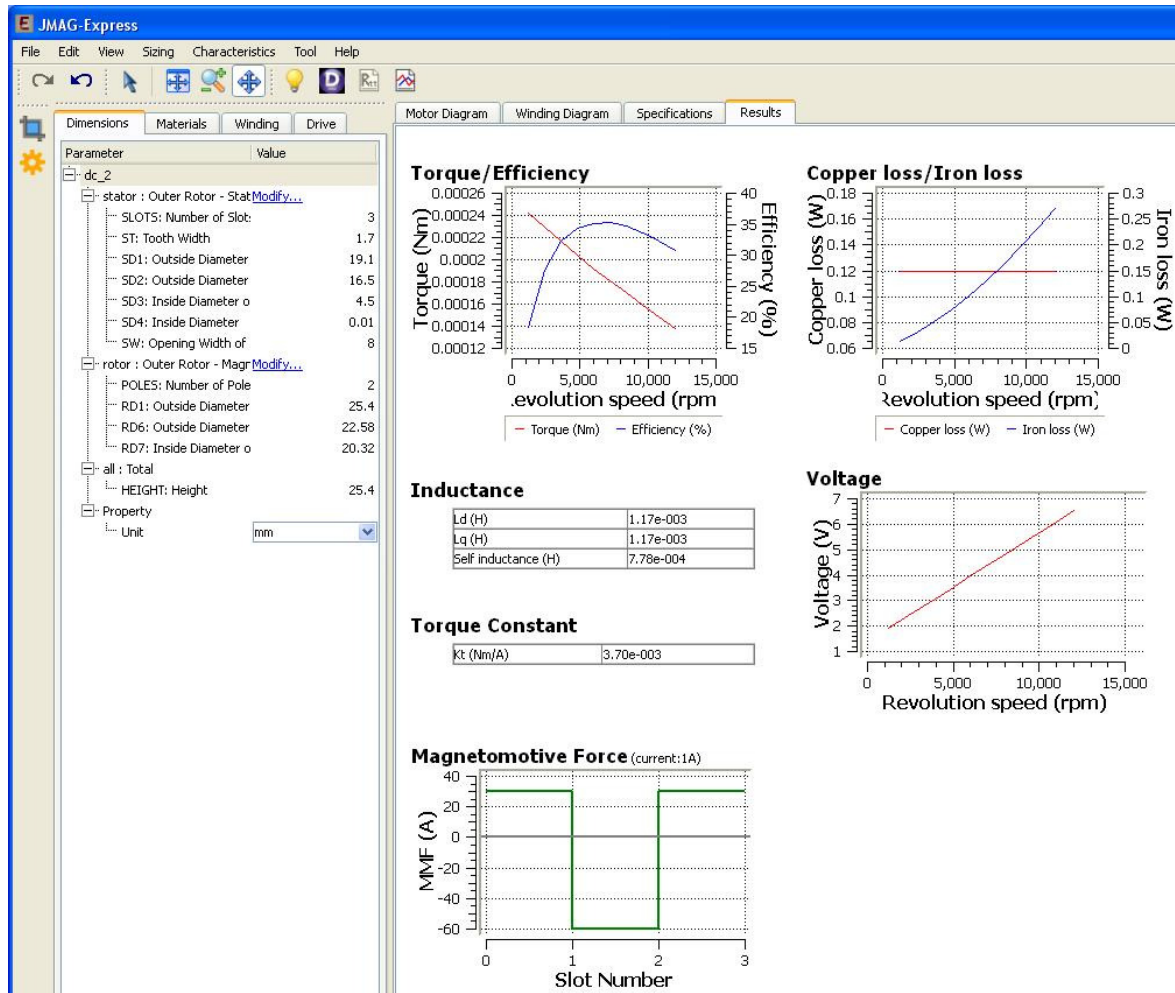 JMAG-Express
File Edit View Sizing Characteristics Tool Help
Dimensions Materials Winding Drive
Parameter Value
dc_2
stator : Outer Rotor - Stat Modify...
SLOTS: Number of Slot: 3
ST: Tooth Width 1.7
SD1: Outside Diameter 19.1
SD2: Outside Diameter 16.5
SD3: Inside Diameter o 4.5
SD4: Inside Diameter 0.01
SW: Opening Width of 8
rotor : Outer Rotor - Magr Modify...
POLES: Number of Pole 2
RD1: Outside Diameter 25.4
RD6: Outside Diameter 22.58
RD7: Inside Diameter o 20.32
all : Total
HEIGHT: Height 25.4
Property
Unit mm
Motor Diagram Winding Diagram Specifications Results
Torque/Efficiency
Torque (Nm)
0.00026
0.00024
0.00022
0.0002
0.00018
0.00016
0.00014
0.00012
40
35
30
25
20
15
Efficiency (%)
0 5,000 10,000 15,000
evolution speed (rpm
Torque (Nm) Efficiency (%)
Copper loss/Iron loss
Copper loss (W)
0.18
0.16
0.14
0.12
0.1
0.08
0.06
0.3
0.25
0.2
0.15
0.1
0.05
0
Iron loss (W)
0 5,000 10,000 15,000
Revolution speed (rpm)
Copper loss (W) Iron loss (W)
Inductance
Ld (H) 1.17e-003
Lq (H) 1.17e-003
Self inductance (H) 7.78e-004
Voltage
Voltage (V)
7
6
5
4
3
2
1
0 5,000 10,000 15,000
Revolution speed (rpm)
Torque Constant
Kt (Nm/A) 3.70e-003
Magnetomotive Force (current:1A)
MMF (A)
40
20
0
-20
-40
-60
0 1 2 3
Slot Number